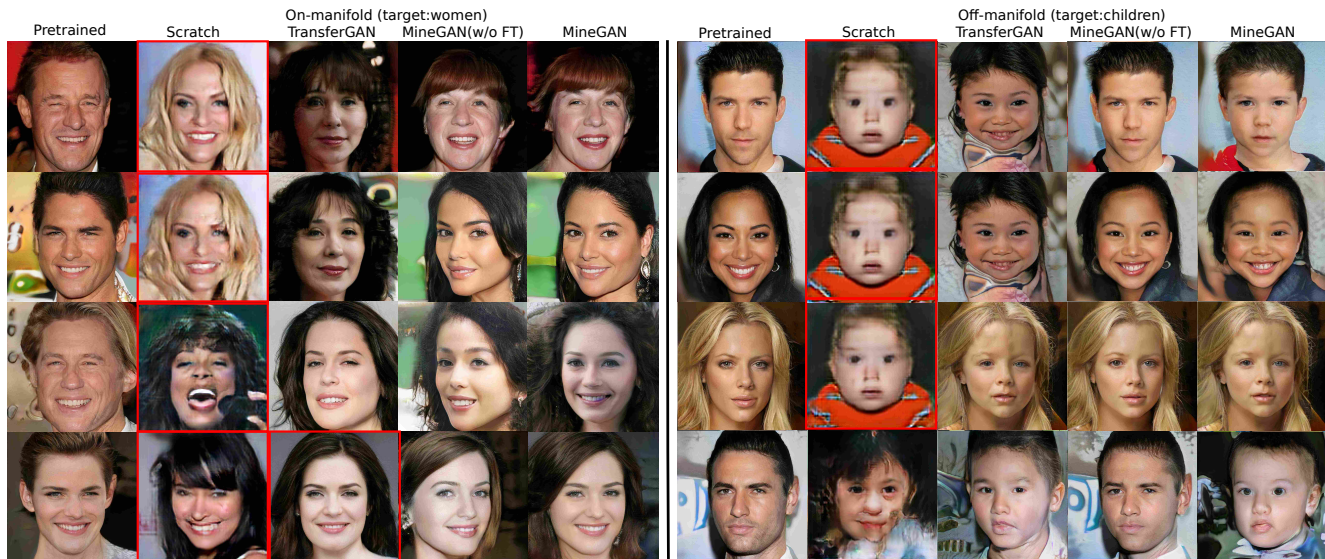 On-manifold (target:women)
Pretrained Scratch TransferGAN MineGAN(w/o FT) MineGAN
Off-manifold (target:children)
Pretrained Scratch TransferGAN MineGAN(w/o FT) MineGAN